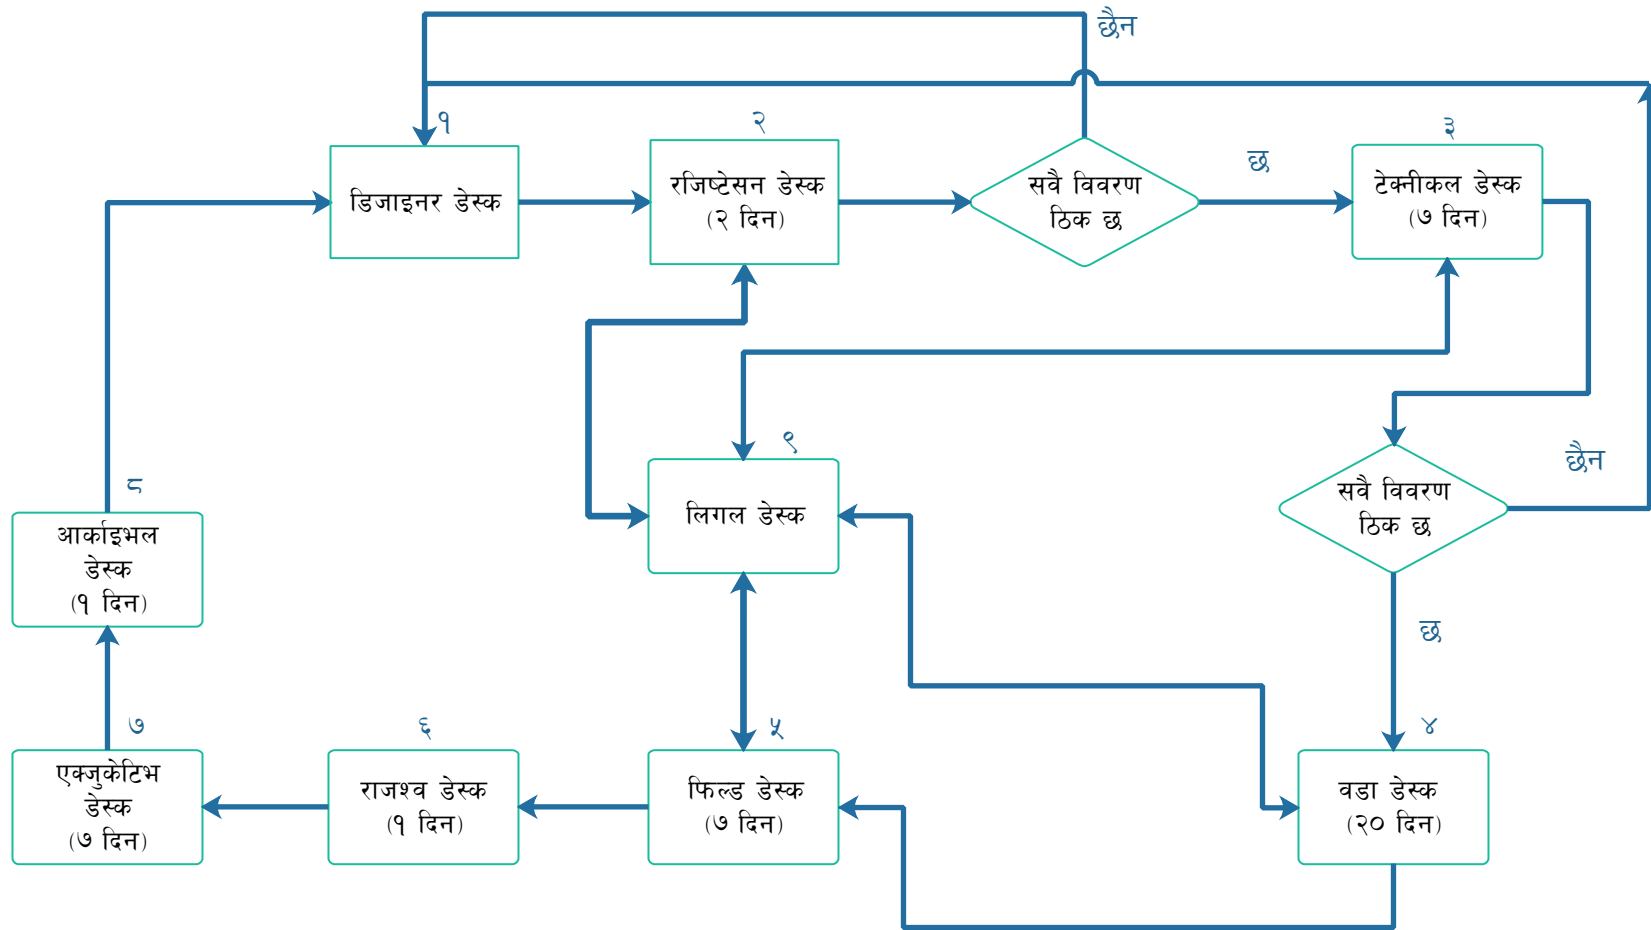 छैन
१
डिजाइनर डेस्क
२
रजिष्टेसन डेस्क
(२ दिन)
सवै विवरण
ठिक छ
छ
३
टेक्नीकल डेस्क
(७ दिन)
९
लिगल डेस्क
छैन
सवै विवरण
ठिक छ
छ
८
आर्काइभल
डेस्क
(१ दिन)
७
एक्जुकेटिभ
डेस्क
(७ दिन)
६
राजश्व डेस्क
(१ दिन)
५
फिल्ड डेस्क
(७ दिन)
४
वडा डेस्क
(२० दिन)